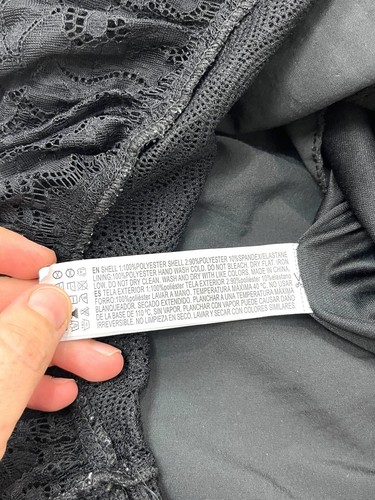 EN SHELL 1:100%POLYESTER SHELL 2:90%POLYESTER 10%SPANDEX/ELASTANE
LINING:100%POLYESTER HAND WASH COLD. DO NOT BLEACH. DRY FLAT. IRON
LOW. DO NOT DRY CLEAN. WASH AND DRY WITH LIKE COLORS. MADE IN CHINA.
TELA EXTERIOR 1:100%poliéster TELA EXTERIOR 2:90%poliéster 10%elastano
FORRO:100%poliéster LAVAR A MANO. TEMPERATURA MÁXIMA 40 ºC. NO USAR
BLANQUEADOR. SECADO EXTENDIDO. PLANCHAR A UNA TEMPERATURA MÁXIMA
DE LA BASE DE 110 ºC, SIN VAPOR. PLANCHAR CON VAPOR PUEDE CAUSAR DAÑO
IRREVERSIBLE. NO LIMPIEZA EN SECO. LAVAR Y SECAR CON COLORES SIMILARES